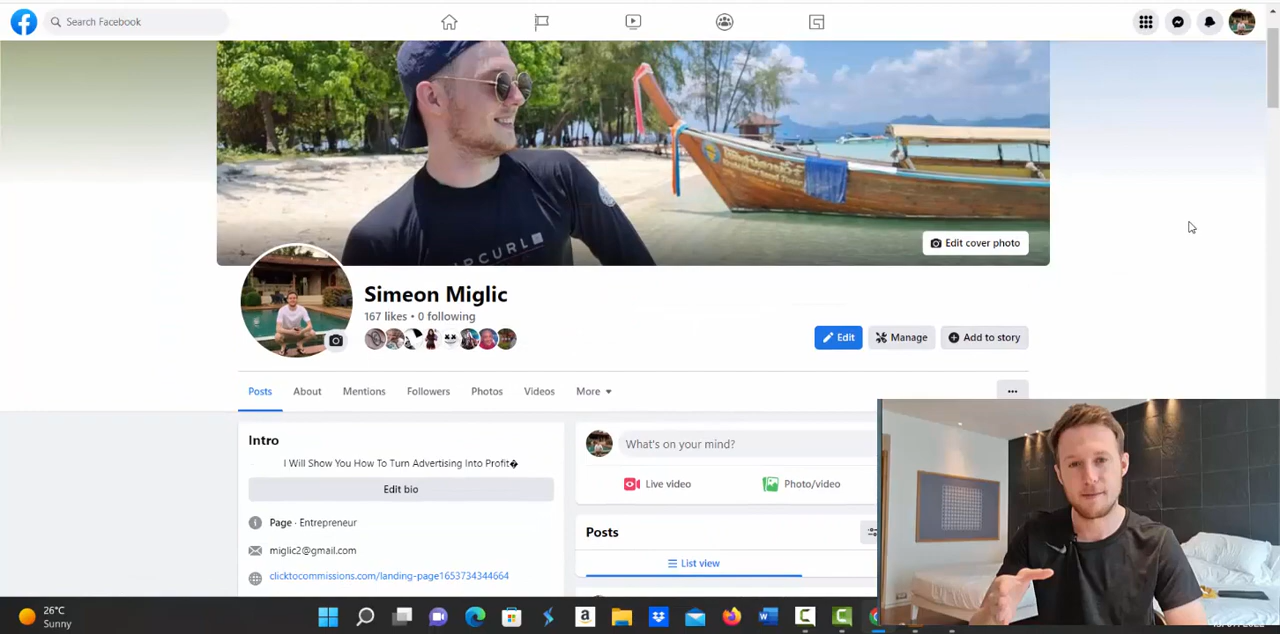 Search Facebook
Edit cover photo
Simeon Miglic
167 likes • 0 following
Edit
Manage
Add to story
Posts
About
Mentions
Followers
Photos
Videos
More
Intro
I Will Show You How To Turn Advertising Into Profit�
Edit bio
Page · Entrepreneur
miglic2@gmail.com
clicktocommissions.com/landing-page1653734344664
What's on your mind?
Live video
Photo/video
Posts
List view
26°C
Sunny